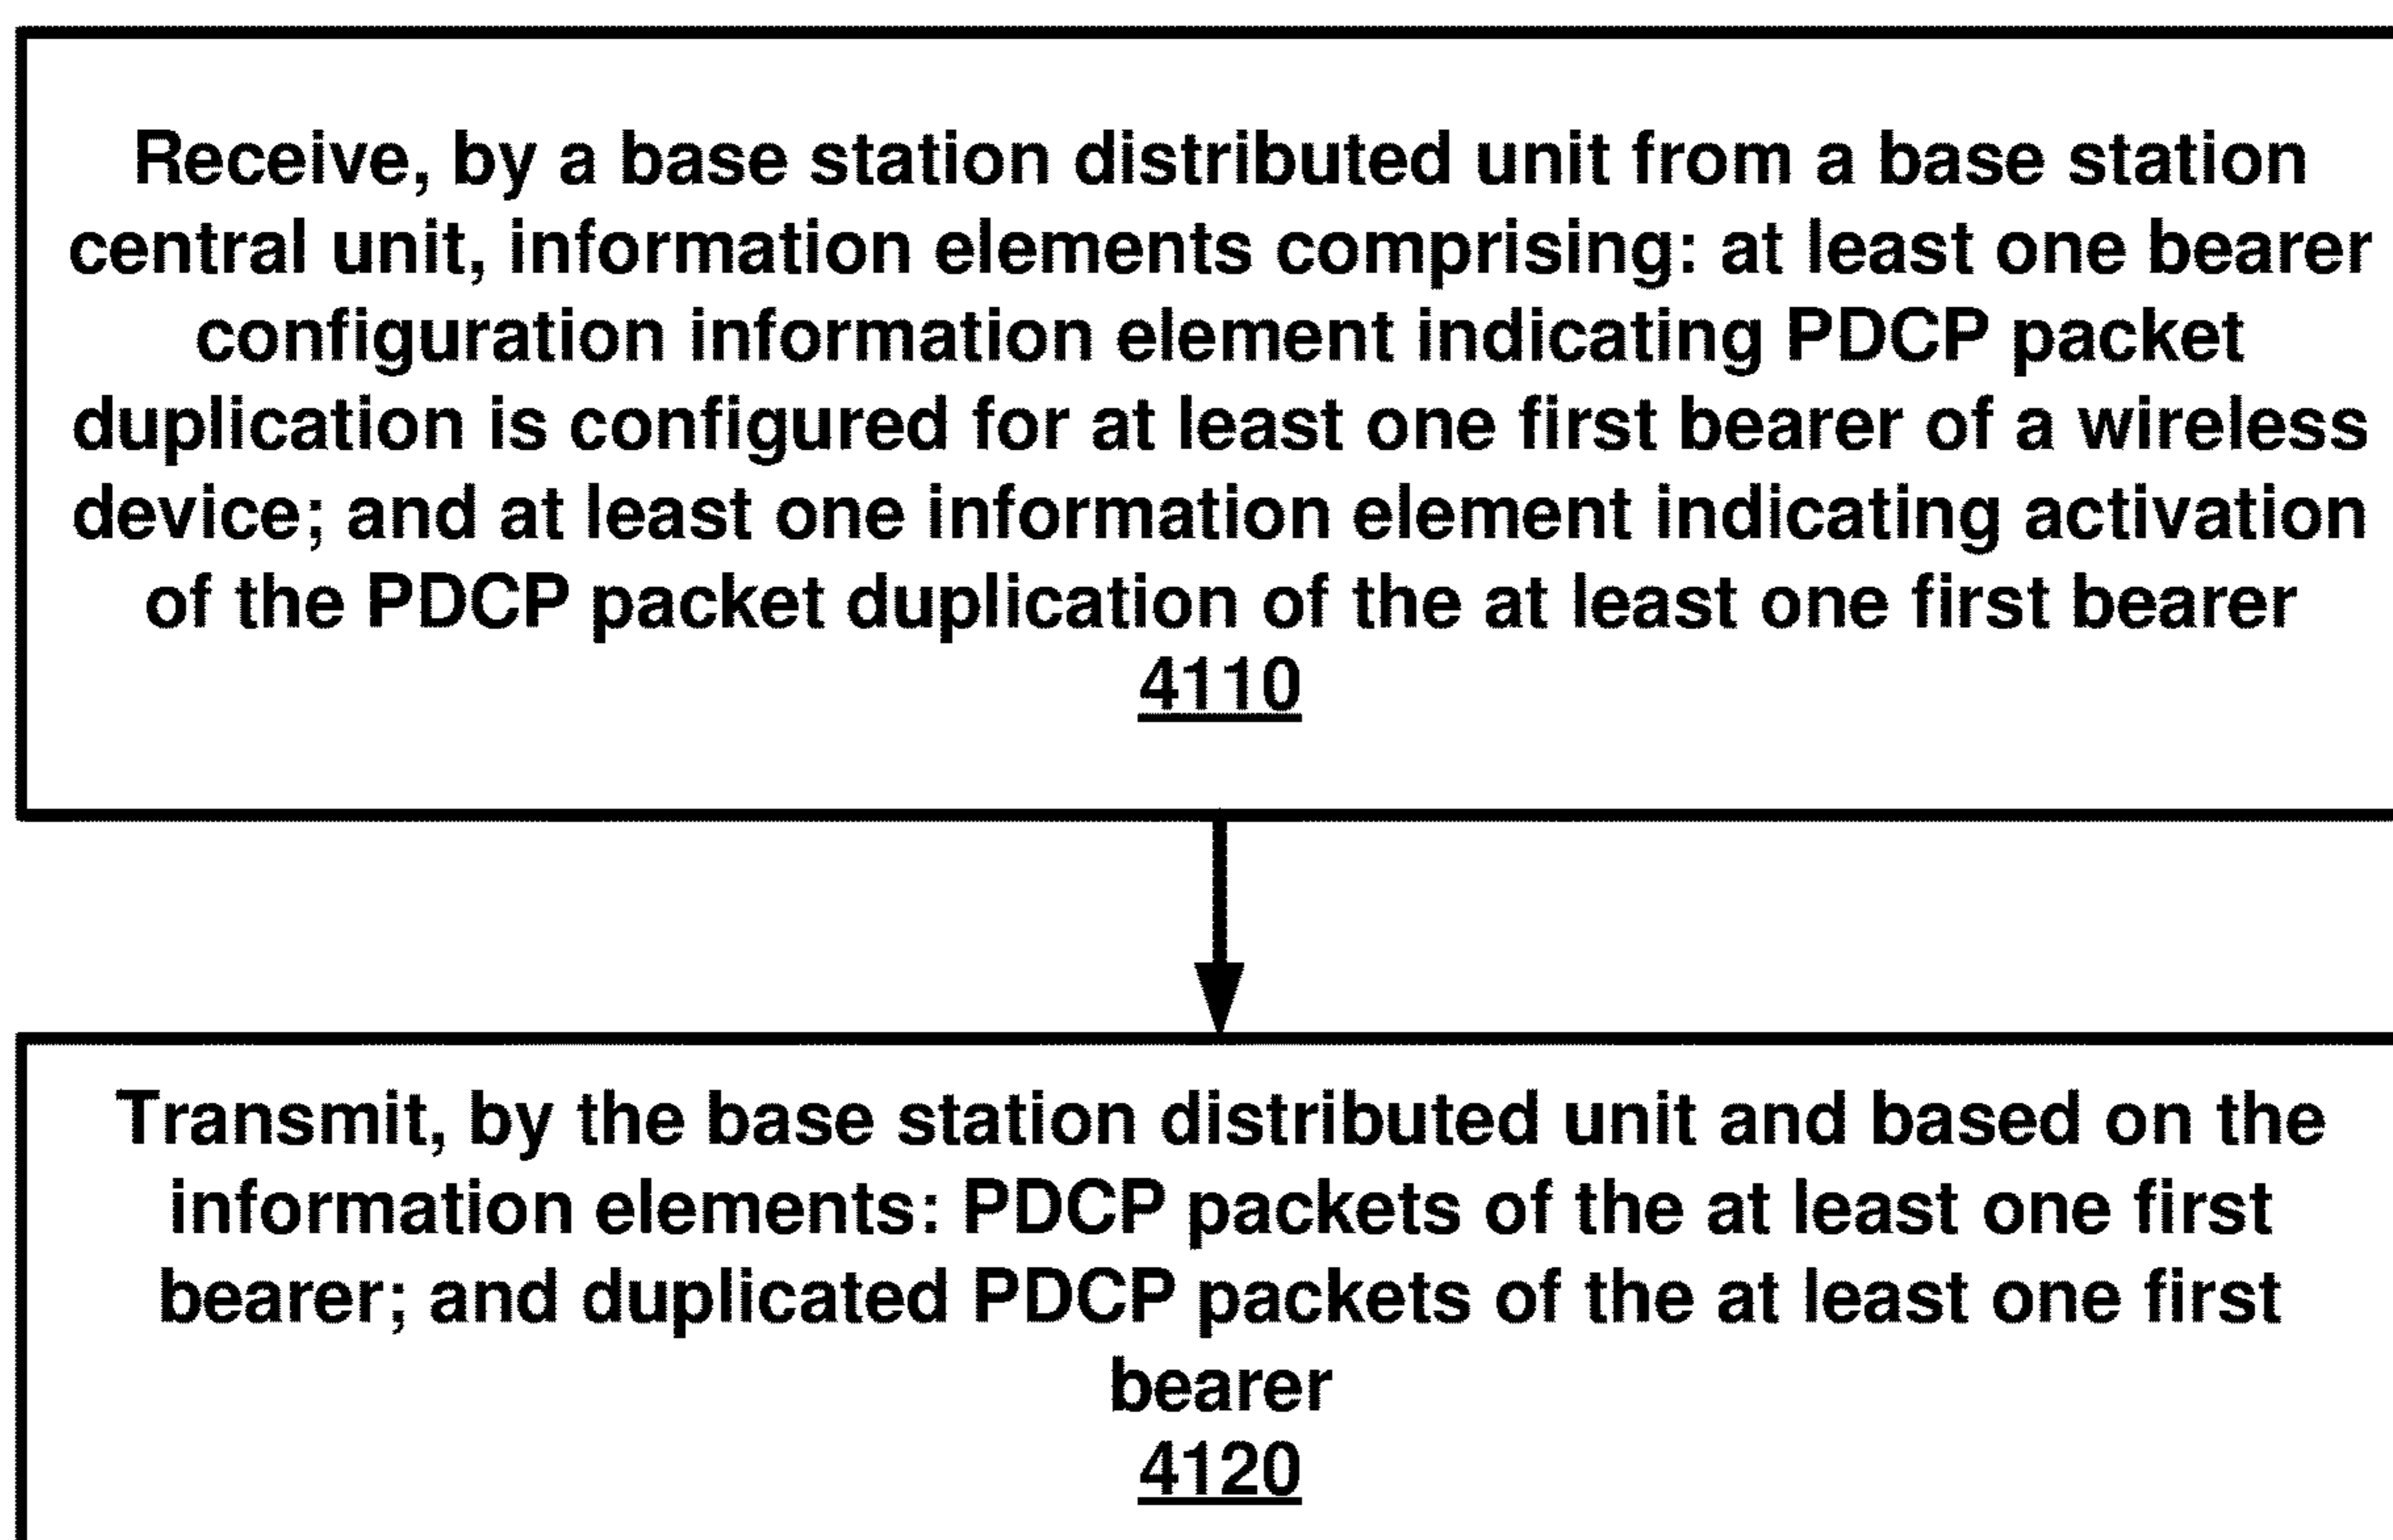 Receive, by a base station distributed unit from a base station
central unit, information elements comprising: at least one bearer
configuration information element indicating PDCP packet
duplication is configured for at least one first bearer of a wireless
device; and at least one information element indicating activation
of the PDCP packet duplication of the at least one first bearer
4110
Transmit, by the base station distributed unit and based on the
information elements: PDCP packets of the at least one first
bearer; and duplicated PDCP packets of the at least one first
bearer
4120